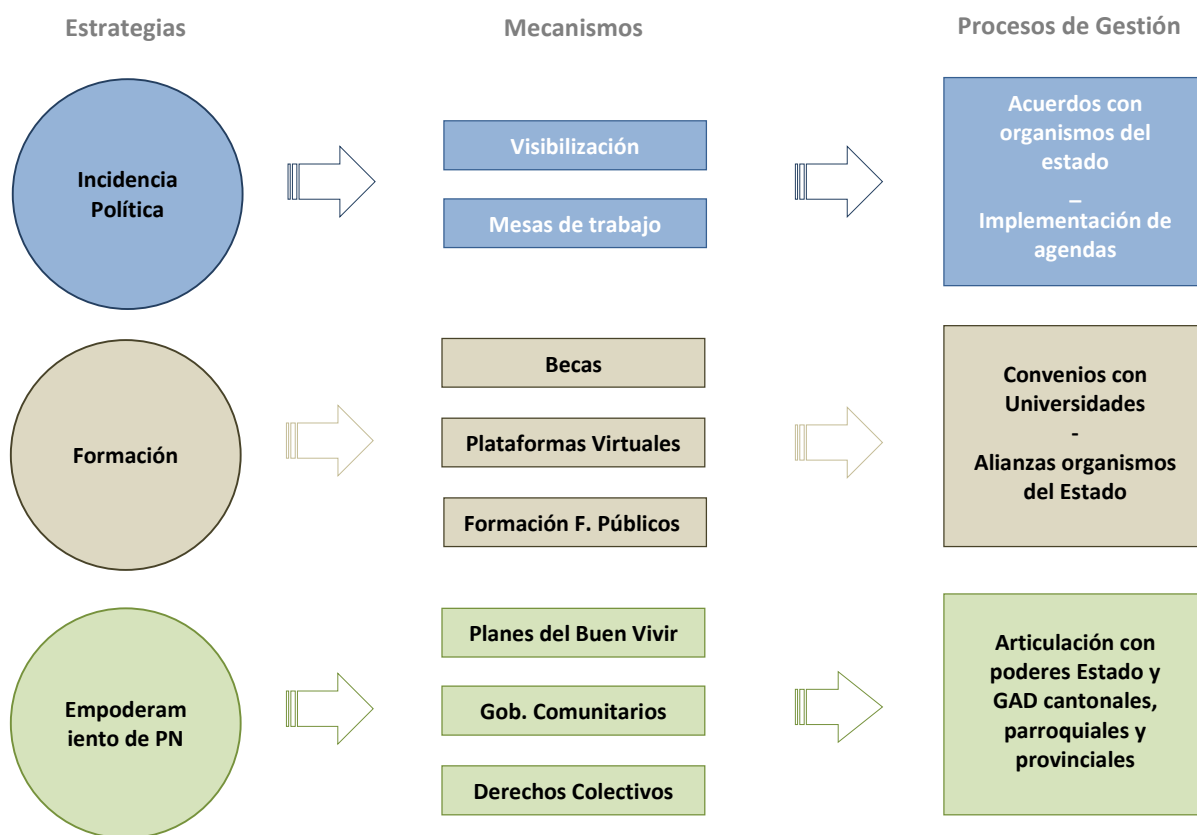 Estrategias
Mecanismos
Procesos de Gestión
Incidencia
Política
Visibilización
Mesas de trabajo
Acuerdos con
organismos del
estado
_
Implementación de
agendas
Formación
Becas
Plataformas Virtuales
Formación F. Públicos
Convenios con
Universidades
-
Alianzas organismos
del Estado
Empoderam
iento de PN
Planes del Buen Vivir
Gob. Comunitarios
Derechos Colectivos
Articulación con
poderes Estado y
GAD cantonales,
parroquiales y
provinciales